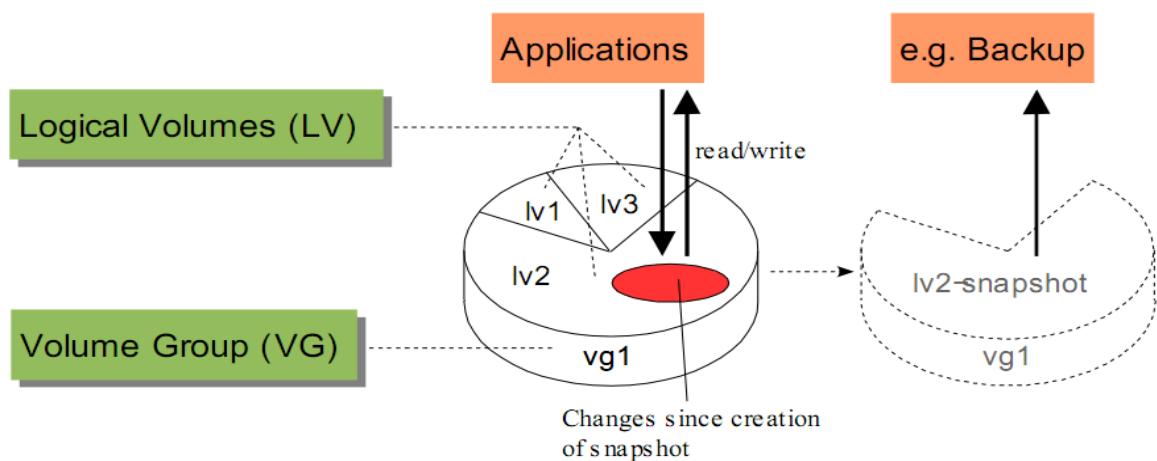 Applications
e.g. Backup
Logical Volumes (LV)
read/write
lv1
lv3
lv2
lv2-snapshot
Volume Group (VG)
vg1
vg1
Changes since creation
of snapshot